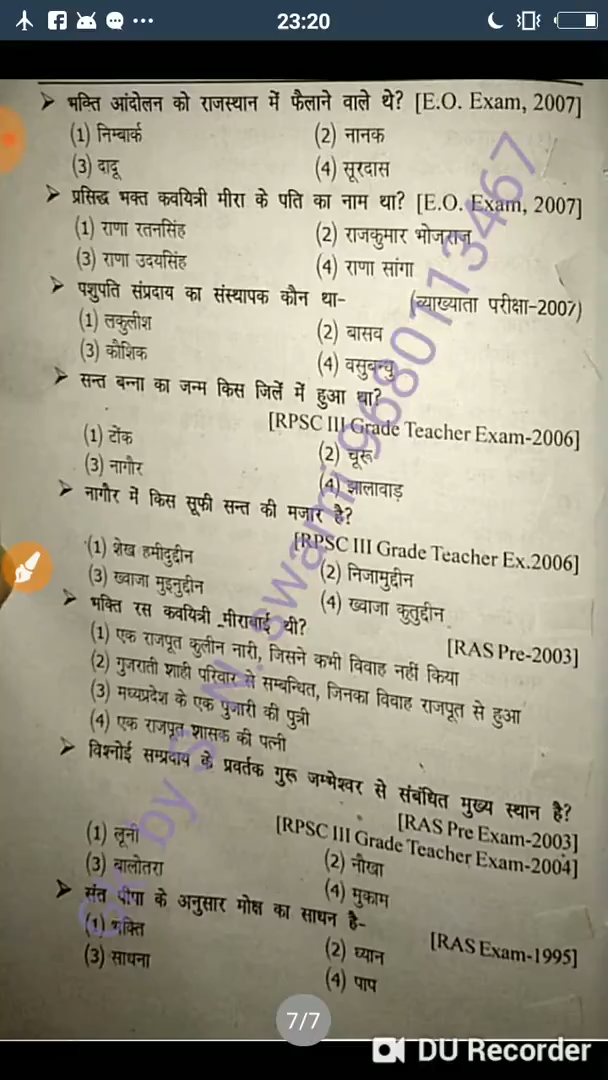 23:20
➤ भक्ति आंदोलन को राजस्थान में फैलाने वाले थे? [E.O. Exam, 2007]
(1) निम्बार्क (2) नानक
(3) दादू (4) सूरदास
➤ प्रसिद्ध भक्त कवयित्री मीरा के पति का नाम था? [E.O. Exam, 2007]
(1) राणा रतनसिंह (2) राजकुमार भोजराज
(3) राणा उदयसिंह (4) राणा सांगा
➤ पशुपति संप्रदाय का संस्थापक कौन था- (व्याख्याता परीक्षा-2007)
(1) लकुलीश (2) बासव
(3) कौशिक (4) वसुबन्धु
➤ सन्त बन्ना का जन्म किस जिलें में हुआ था?
[RPSC III Grade Teacher Exam-2006]
(1) टोंक (2) चूरू
(3) नागौर (4) झालावाड़
➤ नागौर में किस सूफी सन्त की मजार है?
[RPSC III Grade Teacher Ex.2006]
(1) शेख हमीदुद्दीन (2) निजामुद्दीन
(3) ख्वाजा मुइनुद्दीन (4) ख्वाजा कुतुद्दीन
➤ भक्ति रस कवयित्री मीराबाई थी? [RAS Pre-2003]
(1) एक राजपूत कुलीन नारी, जिसने कभी विवाह नहीं किया
(2) गुजराती शाही परिवार से सम्बन्धित, जिनका विवाह राजपूत से हुआ
(3) मध्यप्रदेश के एक पुजारी की पुत्री
(4) एक राजपूत शासक की पत्नी
➤ विश्नोई सम्प्रदाय के प्रवर्तक गुरू जम्भेश्वर से संबंधित मुख्य स्थान है?
[RAS Pre Exam-2003]
[RPSC III Grade Teacher Exam-2004]
(1) लूनी (2) नौखा
(3) बालोतरा (4) मुकाम
➤ संत पीपा के अनुसार मोक्ष का साधन है- [RAS Exam-1995]
(1) भक्ति (2) ध्यान
(3) साधना (4) पाप
by S. N. swami 9680113467
7/7
DU Recorder